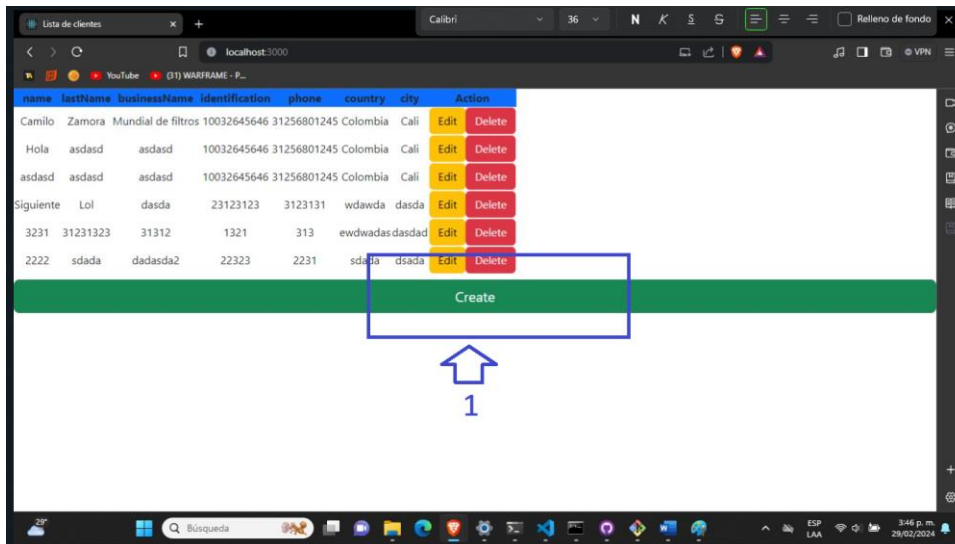 Lista de clientes
Calibri 36 N K S S Relleno de fondo
localhost:3000 VPN
YouTube (31) WARFRAME - P...
name lastName businessName identification phone country city Action
Camilo Zamora Mundial de filtros 10032645646 31256801245 Colombia Cali Edit Delete
Hola asdasd asdasd 10032645646 31256801245 Colombia Cali Edit Delete
asdasd asdasd asdasd 10032645646 31256801245 Colombia Cali Edit Delete
Siguiente Lol dasda 23123123 3123131 wdawda dasda Edit Delete
3231 31231323 31312 1321 313 ewdwadas dasdad Edit Delete
2222 sdada dadasda2 22323 2231 sdada dsada Edit Delete
Create
1
29° Búsqueda ESP 3:46 p. m.
LAA 29/02/2024